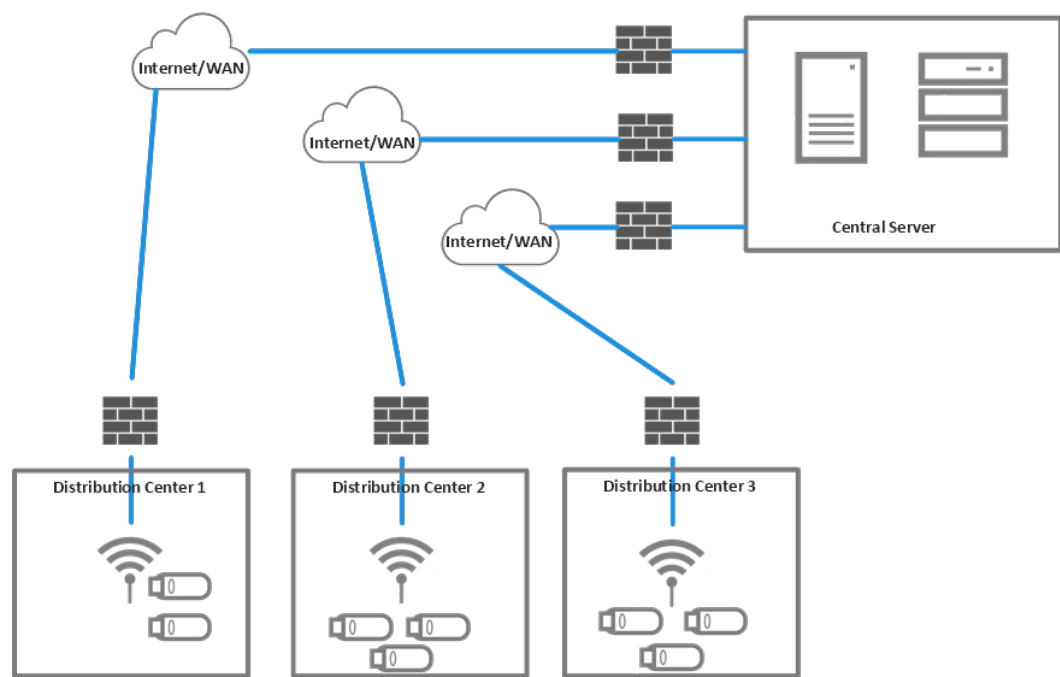 Internet/WAN
Internet/WAN
Internet/WAN
Central Server
Distribution Center 1
Distribution Center 2
Distribution Center 3